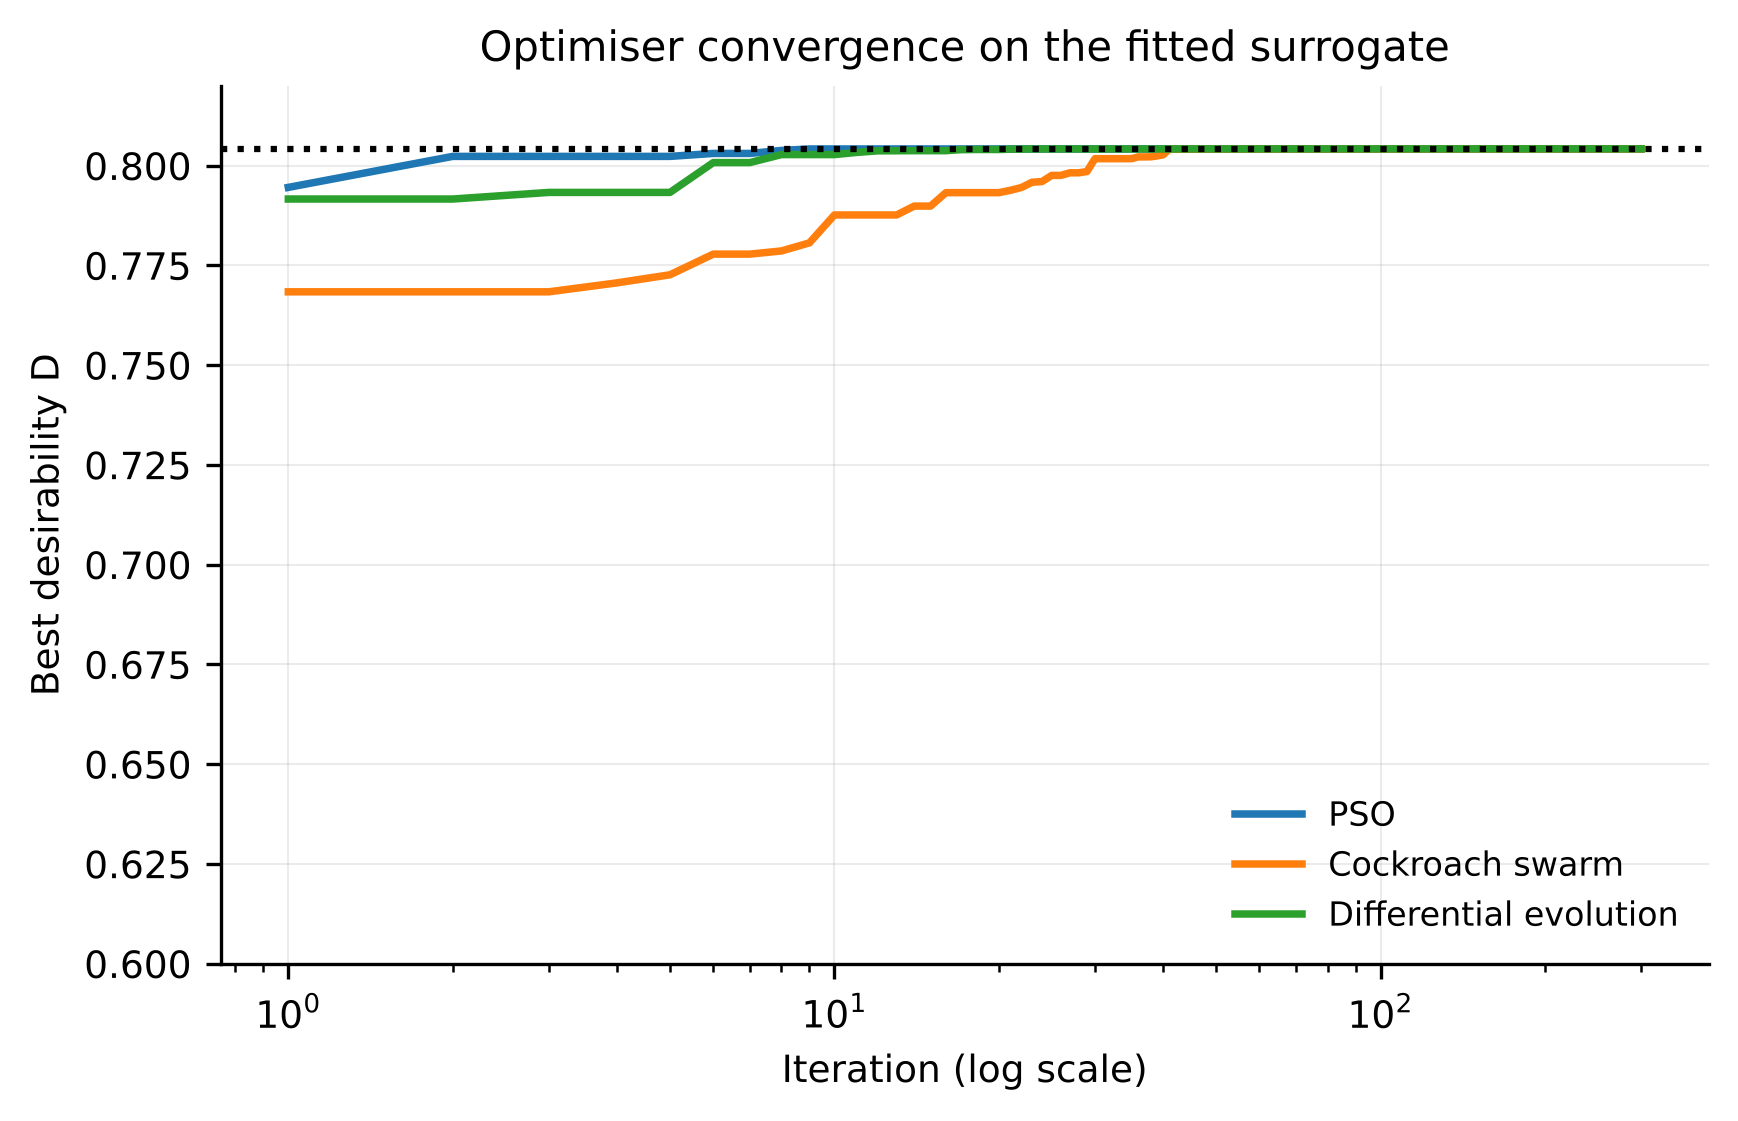 Optimiser convergence on the fitted surrogate
Best desirability D
0.800
0.775
0.750
0.725
0.700
0.675
0.650
0.625
0.600
PSO
Cockroach swarm
Differential evolution
10⁰ 10¹ 10²
Iteration (log scale)